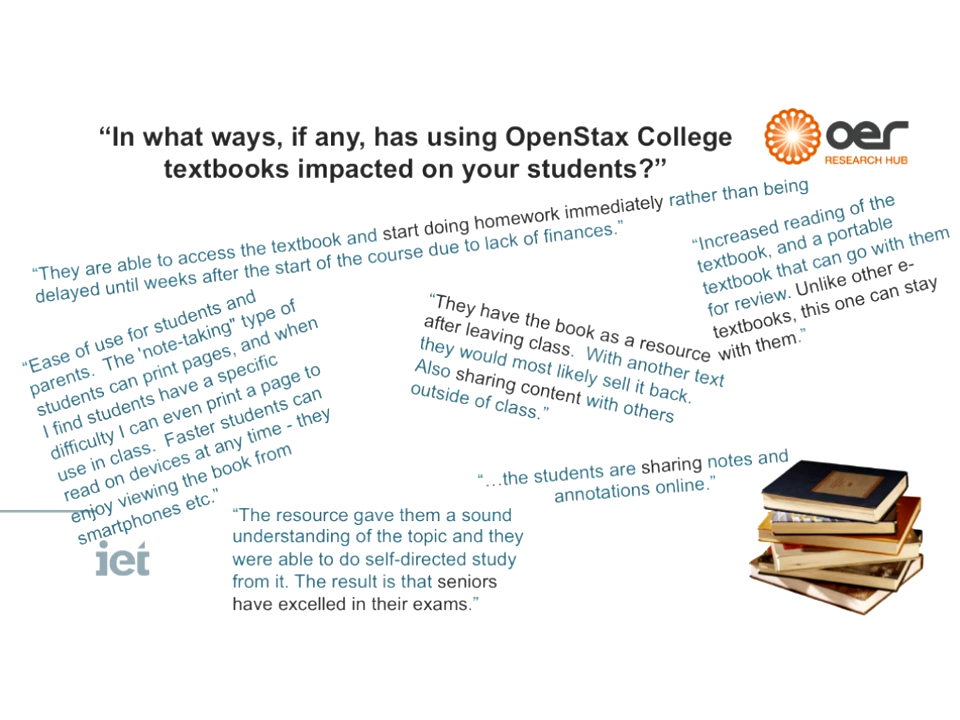 “In what ways, if any, has using OpenStax College
textbooks impacted on your students?”
oer
RESEARCH HUB
“They are able to access the textbook and start doing homework immediately rather than being
delayed until weeks after the start of the course due to lack of finances.”
“Increased reading of the
textbook, and a portable
textbook that can go with them
for review. Unlike other e-
textbooks, this one can stay
with them.”
“Ease of use for students and
parents. The 'note-taking" type of
students can print pages, and when
I find students have a specific
difficulty I can even print a page to
use in class. Faster students can
read on devices at any time - they
enjoy viewing the book from
smartphones etc.”
“They have the book as a resource
after leaving class. With another text
they would most likely sell it back.
Also sharing content with others
outside of class.”
“…the students are sharing notes and
annotations online.”
“The resource gave them a sound
understanding of the topic and they
were able to do self-directed study
from it. The result is that seniors
have excelled in their exams.”
iet